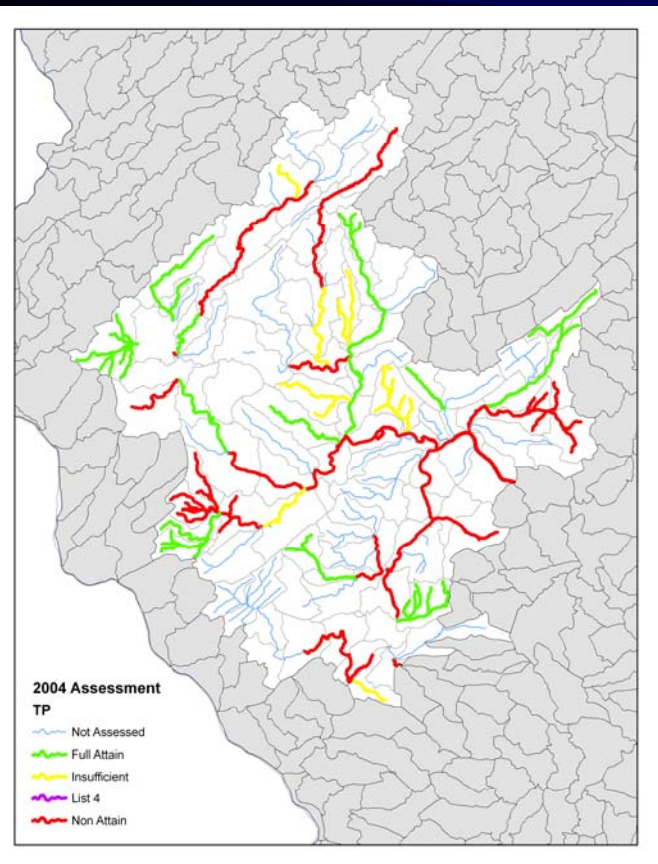 2004 Assessment
TP
Not Assessed
Full Attain
Insufficient
List 4
Non Attain